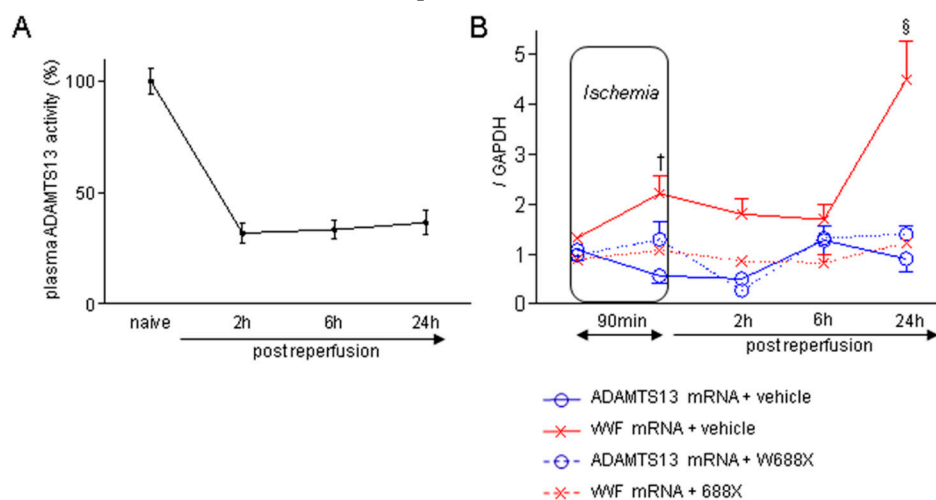 A
plasma ADAMTS13 activity (%)
100
50
0
naive 2h 6h 24h
post reperfusion
B
/ GAPDH
5
4
3
2
1
0
Ischemia
†
§
90min 2h 6h 24h
post reperfusion
ADAMTS13 mRNA + vehicle
vWF mRNA + vehicle
ADAMTS13 mRNA + W688X
vWF mRNA + 688X